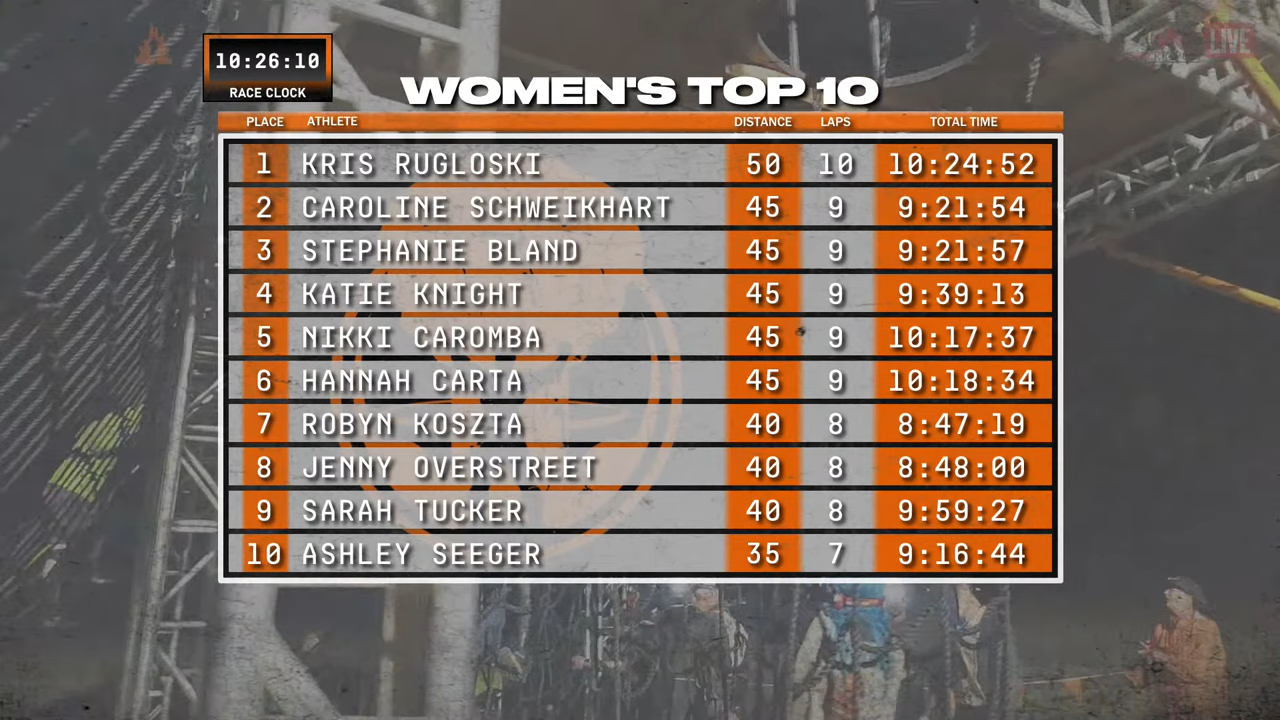 LIVE
10:26:10
RACE CLOCK
WOMEN'S TOP 10
PLACE ATHLETE DISTANCE LAPS TOTAL TIME
1 KRIS RUGLOSKI 50 10 10:24:52
2 CAROLINE SCHWEIKHART 45 9 9:21:54
3 STEPHANIE BLAND 45 9 9:21:57
4 KATIE KNIGHT 45 9 9:39:13
5 NIKKI CAROMBA 45 9 10:17:37
6 HANNAH CARTA 45 9 10:18:34
7 ROBYN KOSZTA 40 8 8:47:19
8 JENNY OVERSTREET 40 8 8:48:00
9 SARAH TUCKER 40 8 9:59:27
10 ASHLEY SEEGER 35 7 9:16:44